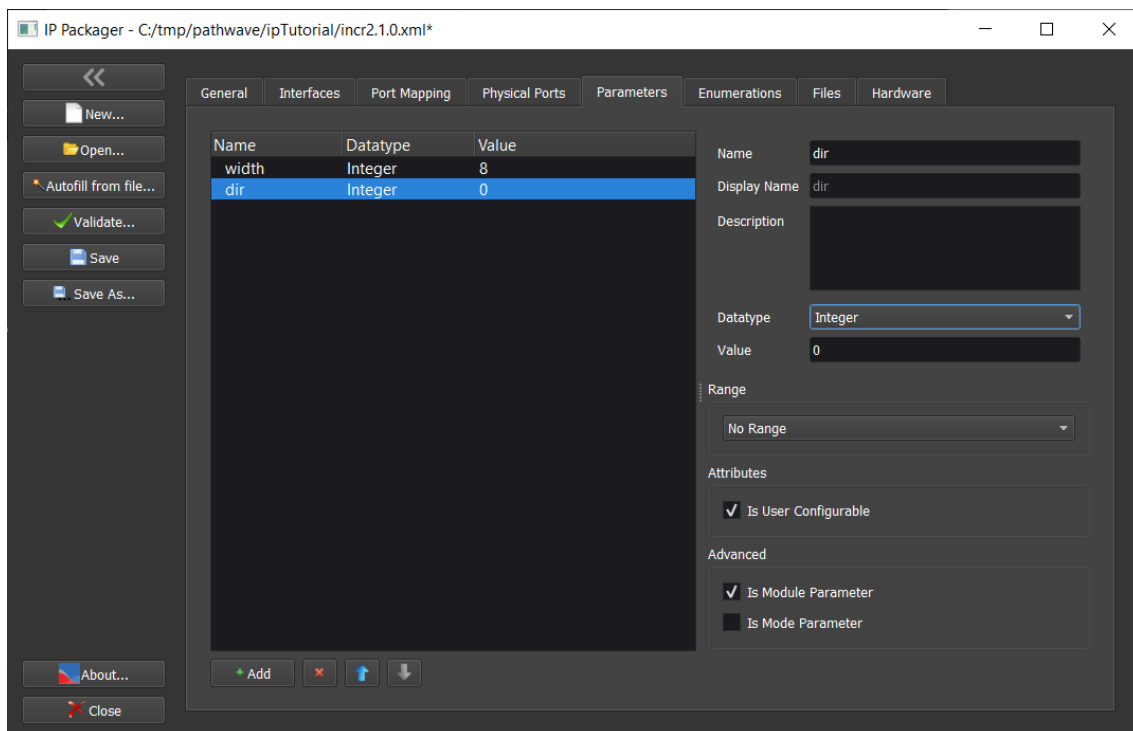 IP Packager - C:/tmp/pathwave/ipTutorial/incr2.1.0.xml*
New...
Open...
Autofill from file...
Validate...
Save
Save As...
About...
Close
General Interfaces Port Mapping Physical Ports Parameters Enumerations Files Hardware
Name Datatype Value
width Integer 8
dir Integer 0
+ Add
Name dir
Display Name dir
Description
Datatype Integer
Value 0
Range
No Range
Attributes
Is User Configurable
Advanced
Is Module Parameter
Is Mode Parameter